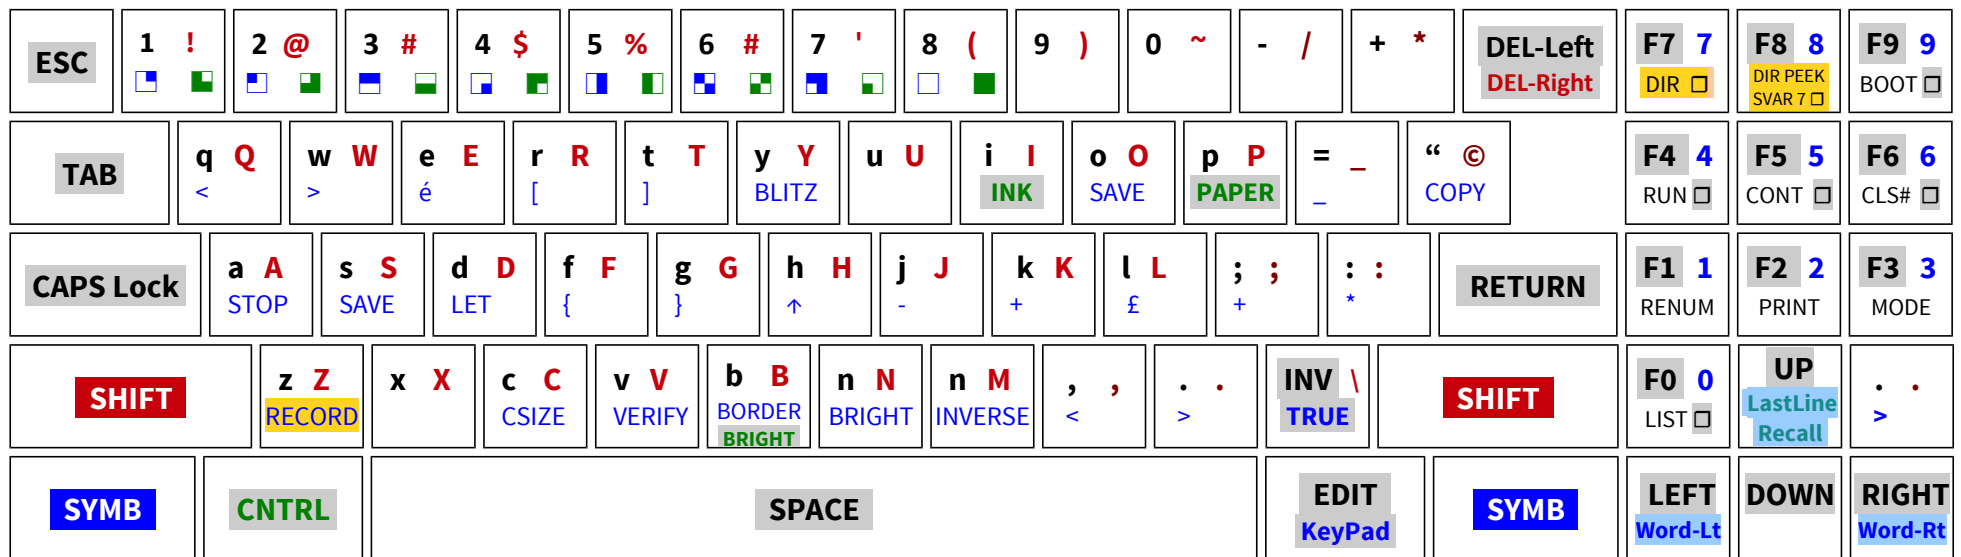 ESC 1 ! 2 @ 3 # 4 $ 5 % 6 # 7 ' 8 ( 9 ) 0 ~ - / + * DEL-Left F7 7 F8 8 F9 9
DEL-Right DIR ❒ DIR PEEK BOOT ❒
SVAR 7 ❒
TAB q Q w W e E r R t T y Y u U i I o O p P = _ “ © F4 4 F5 5 F6 6
< > é [ ] BLITZ INK SAVE PAPER _ COPY RUN ❒ CONT ❒ CLS# ❒
CAPS Lock a A s S d D f F g G h H j J k K l L ; ; : : RETURN F1 1 F2 2 F3 3
STOP SAVE LET { } ↑ - + £ + * RENUM PRINT MODE
SHIFT z Z x X c C v V b B n N n M , , . . INV \ SHIFT F0 0 UP . .
RECORD CSIZE VERIFY BORDER BRIGHT INVERSE < > TRUE LIST ❒ LastLine >
BRIGHT Recall
SYMB CNTRL SPACE EDIT SYMB LEFT DOWN RIGHT
KeyPad Word-Lt Word-Rt